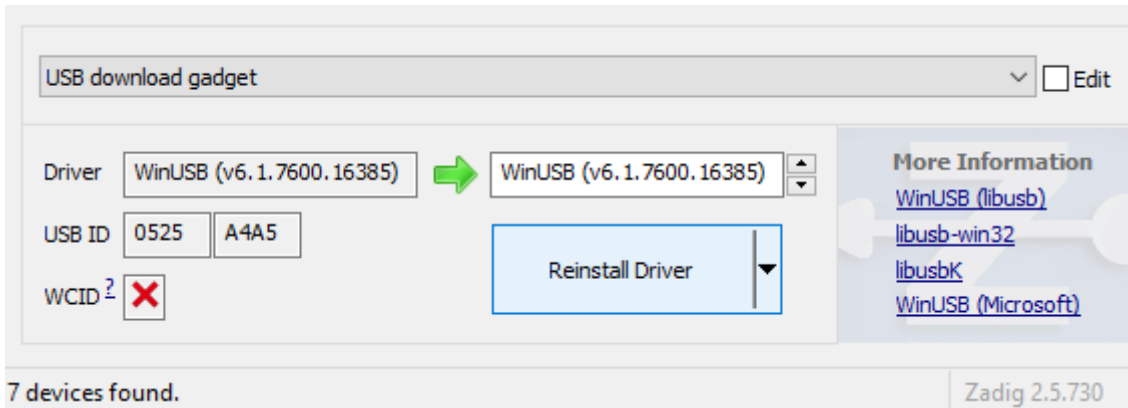 USB download gadget
Edit
Driver WinUSB (v6.1.7600.16385) WinUSB (v6.1.7600.16385)
USB ID 0525 A4A5
WCID ?
Reinstall Driver
More Information
WinUSB (libusb)
libusb-win32
libusbK
WinUSB (Microsoft)
7 devices found.
Zadig 2.5.730